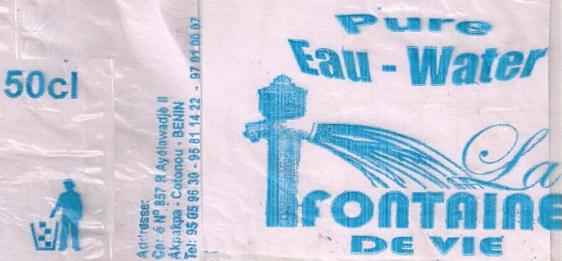 50cl
Addresse:
Carré N° 857 R Ayélawadjè II
Akpakpa - Cotonou - BENIN
Tel: 95 05 96 30 - 95 81 14 22 - 97 01 00 07
Pure
Eau - Water
La
FONTAINE
DE VIE